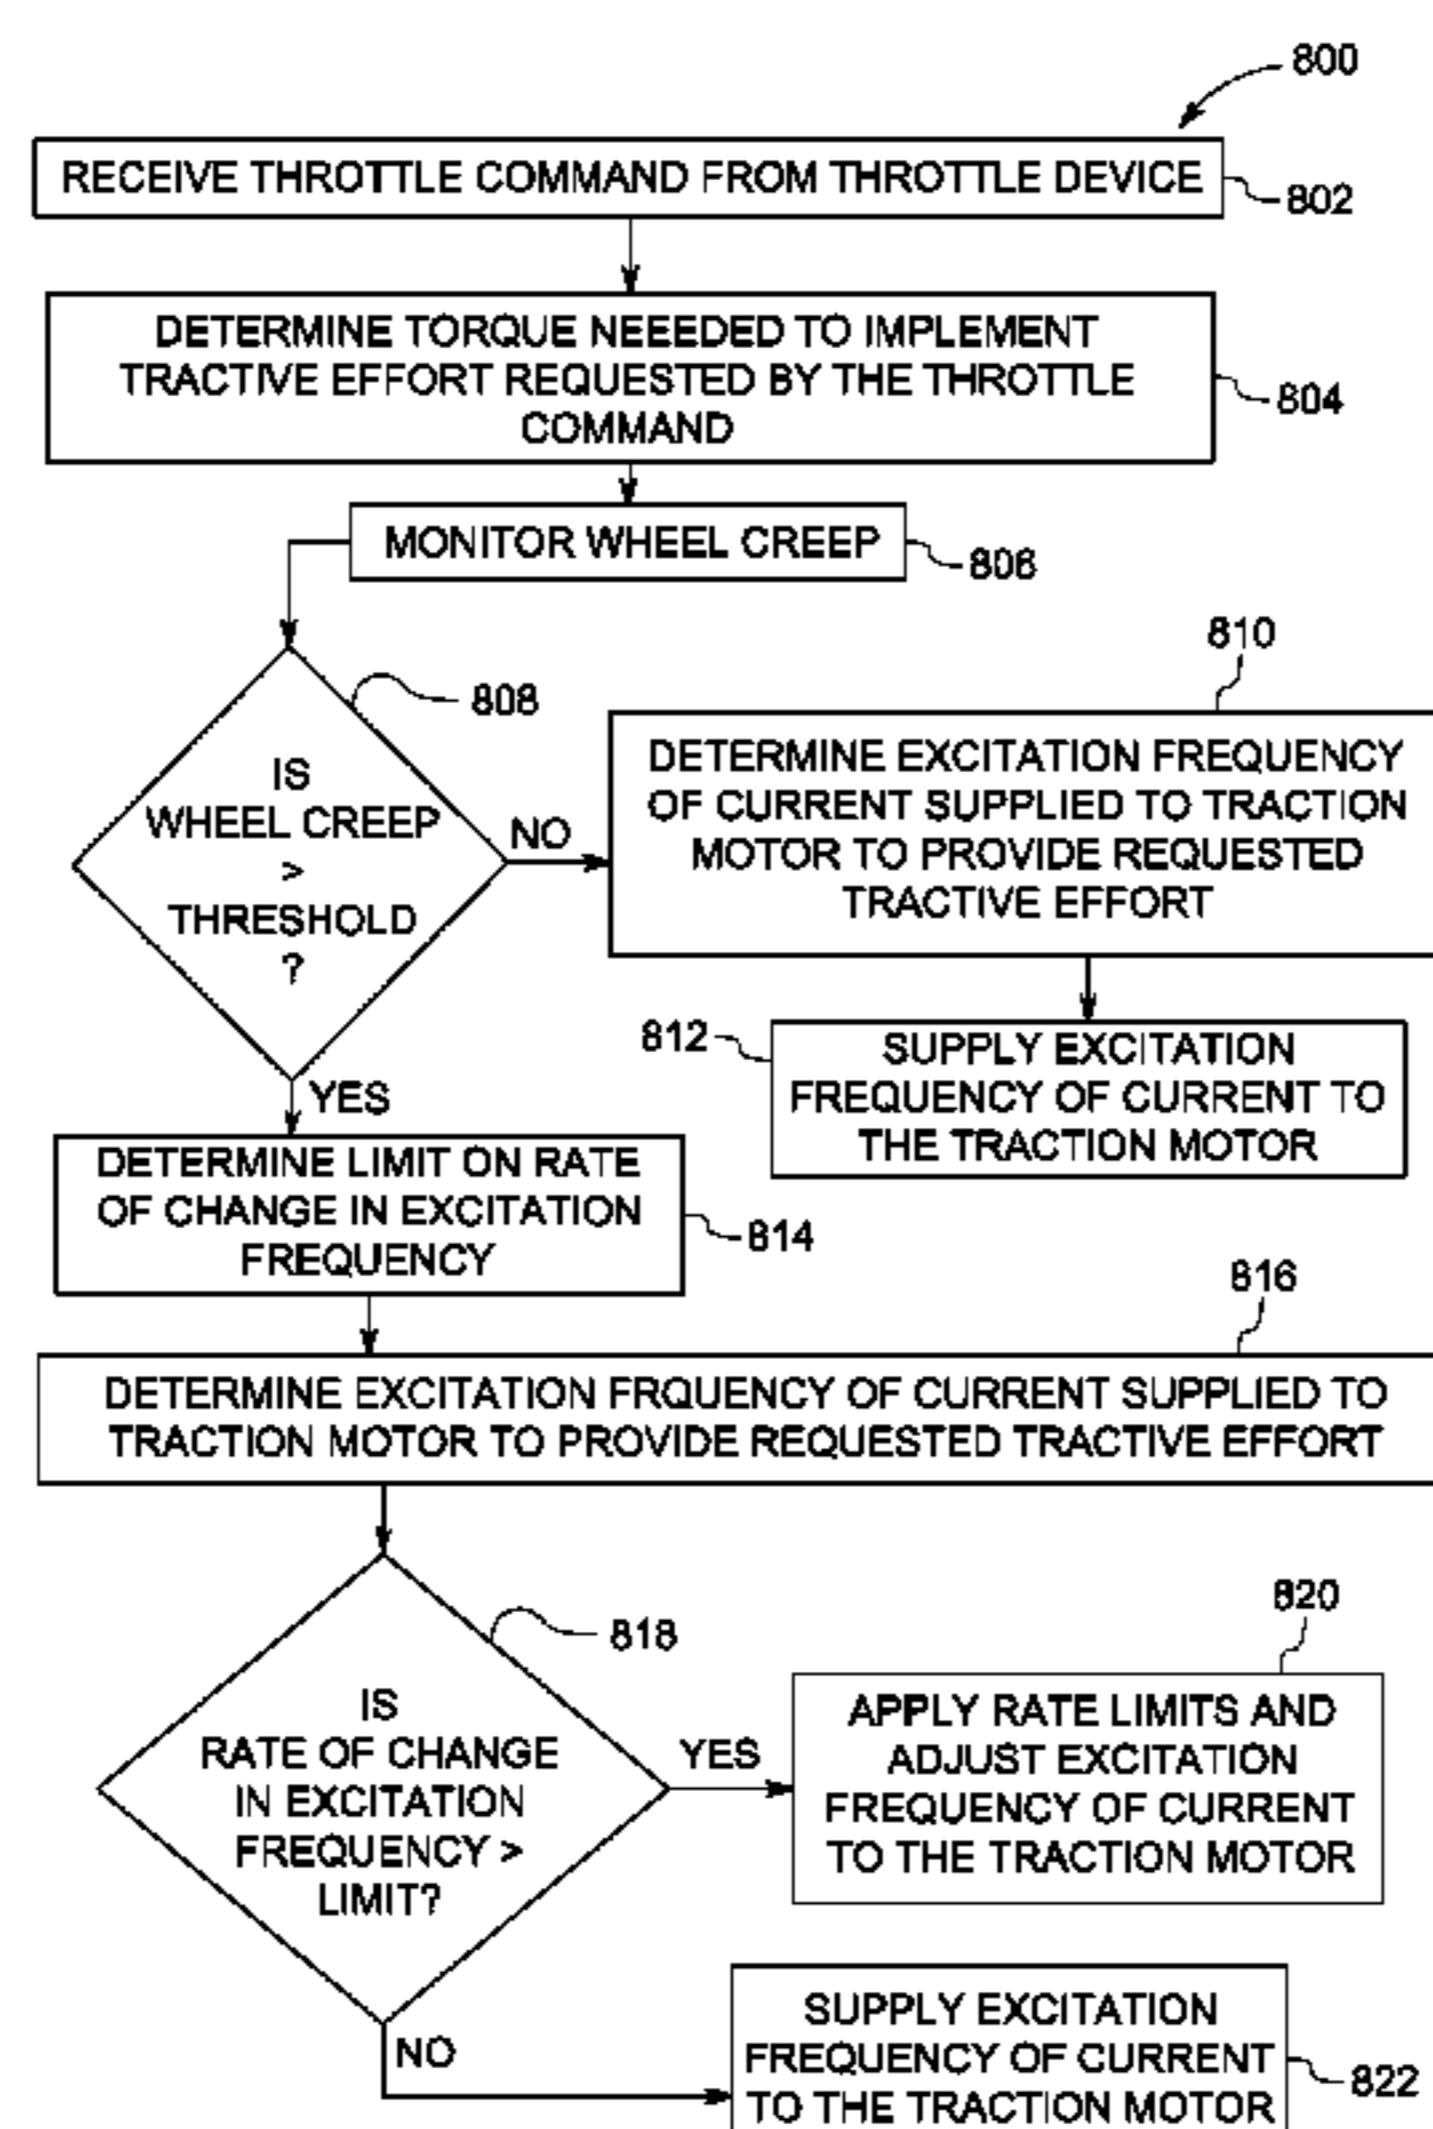 800
RECEIVE THROTTLE COMMAND FROM THROTTLE DEVICE
802
DETERMINE TORQUE NEEEDED TO IMPLEMENT
TRACTIVE EFFORT REQUESTED BY THE THROTTLE
COMMAND
804
MONITOR WHEEL CREEP
806
808
IS
WHEEL CREEP
>
THRESHOLD
?
NO
810
DETERMINE EXCITATION FREQUENCY
OF CURRENT SUPPLIED TO TRACTION
MOTOR TO PROVIDE REQUESTED
TRACTIVE EFFORT
812
SUPPLY EXCITATION
FREQUENCY OF CURRENT TO
THE TRACTION MOTOR
YES
DETERMINE LIMIT ON RATE
OF CHANGE IN EXCITATION
FREQUENCY
814
816
DETERMINE EXCITATION FRQUENCY OF CURRENT SUPPLIED TO
TRACTION MOTOR TO PROVIDE REQUESTED TRACTIVE EFFORT
818
IS
RATE OF CHANGE
IN EXCITATION
FREQUENCY >
LIMIT?
YES
820
APPLY RATE LIMITS AND
ADJUST EXCITATION
FREQUENCY OF CURRENT
TO THE TRACTION MOTOR
NO
SUPPLY EXCITATION
FREQUENCY OF CURRENT
TO THE TRACTION MOTOR
822